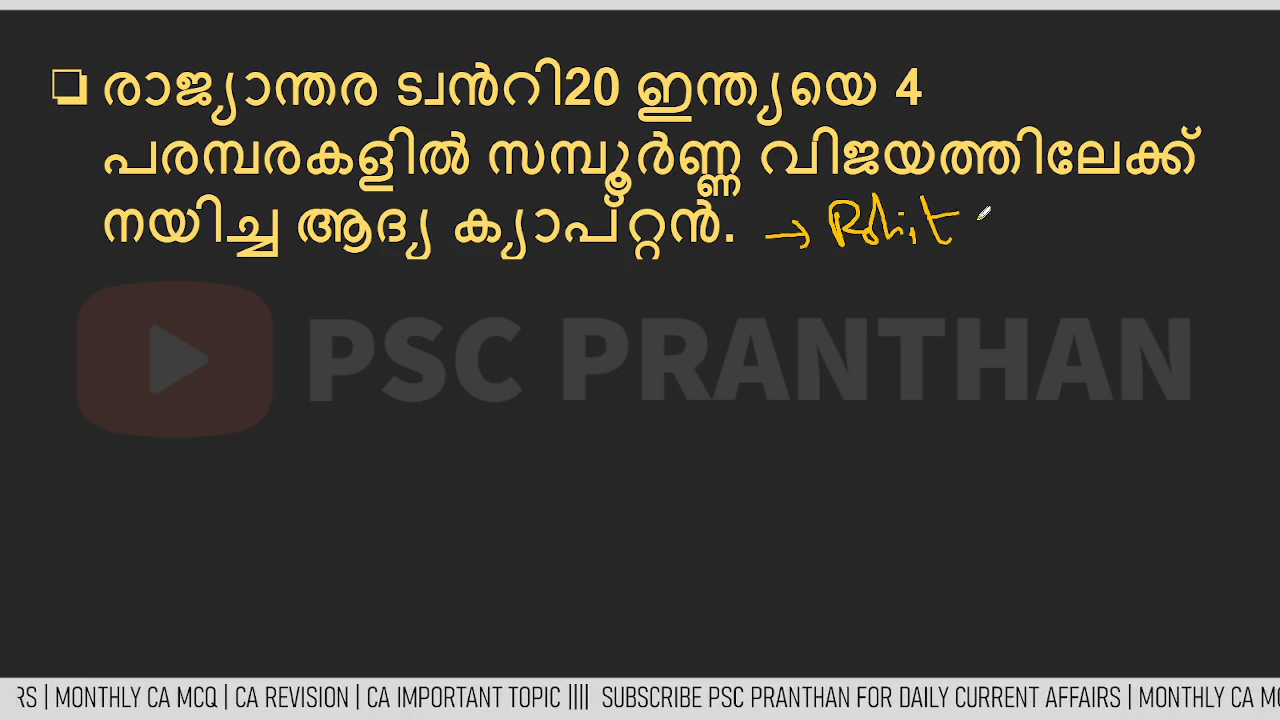 ❏ രാജ്യാന്തര ട്വൻറി20 ഇന്ത്യയെ 4
പരമ്പരകളിൽ സമ്പൂർണ്ണ വിജയത്തിലേക്ക്
നയിച്ച ആദ്യ ക്യാപ്റ്റൻ. → Rohit
PSC PRANTHAN
RS | MONTHLY CA MCQ | CA REVISION | CA IMPORTANT TOPIC |||| SUBSCRIBE PSC PRANTHAN FOR DAILY CURRENT AFFAIRS | MONTHLY CA MC